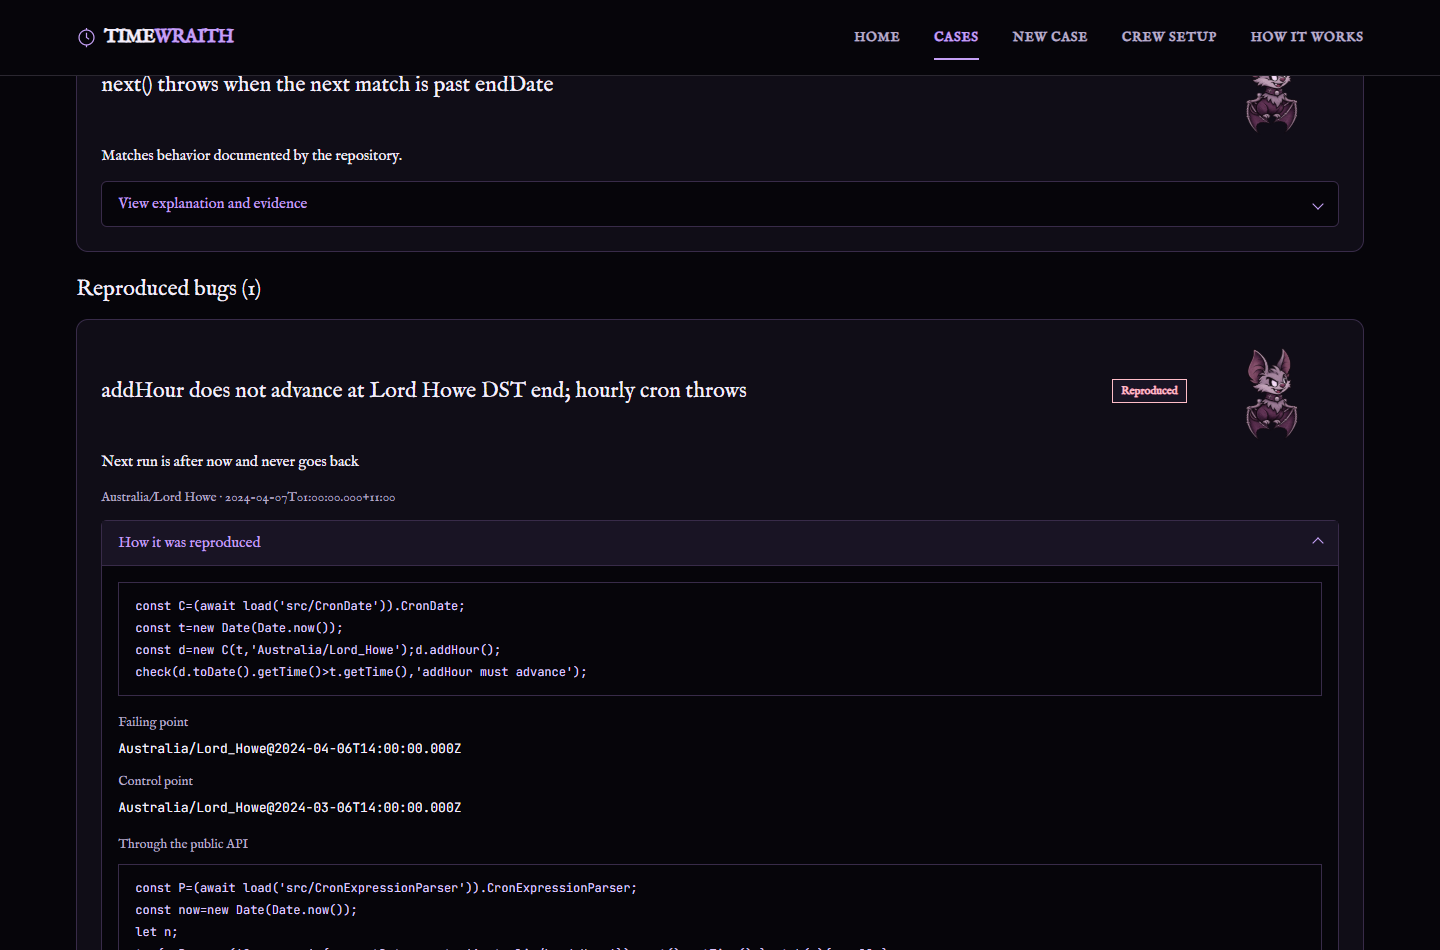 TIMEWRAITH
HOME CASES NEW CASE CREW SETUP HOW IT WORKS
next() throws when the next match is past endDate
Matches behavior documented by the repository.
View explanation and evidence
Reproduced bugs (1)
addHour does not advance at Lord Howe DST end; hourly cron throws
Reproduced
Next run is after now and never goes back
Australia/Lord Howe · 2024-04-07T01:00:00.000+11:00
How it was reproduced
const C=(await load('src/CronDate')).CronDate;
const t=new Date(Date.now());
const d=new C(t,'Australia/Lord_Howe');d.addHour();
check(d.toDate().getTime()>t.getTime(),'addHour must advance');
Failing point
Australia/Lord_Howe@2024-04-06T14:00:00.000Z
Control point
Australia/Lord_Howe@2024-03-06T14:00:00.000Z
Through the public API
const P=(await load('src/CronExpressionParser')).CronExpressionParser;
const now=new Date(Date.now());
let n;